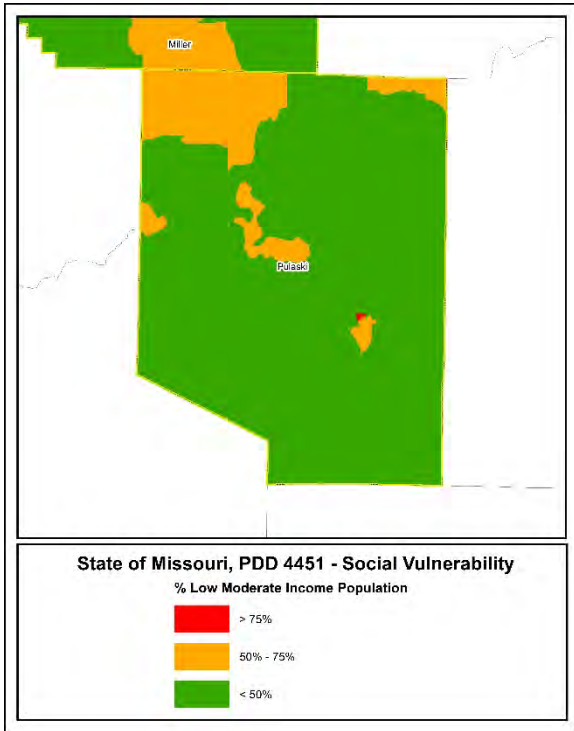 Miller
Pulaski
State of Missouri, PDD 4451 - Social Vulnerability
% Low Moderate Income Population
> 75%
50% - 75%
< 50%